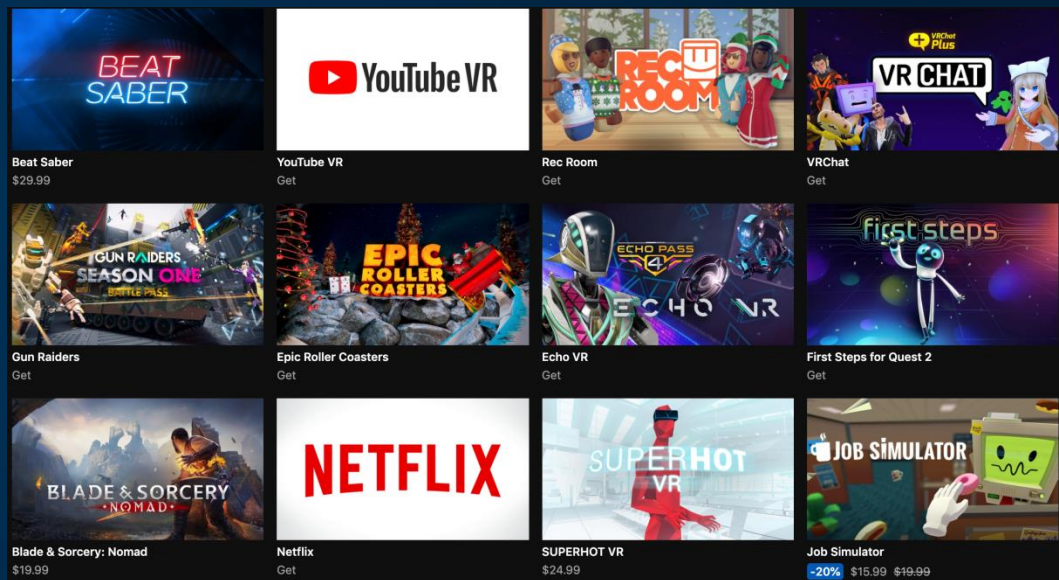 BEAT
SABER
Beat Saber
$29.99
YouTube VR
YouTube VR
Get
REC
ROOM
Rec Room
Get
VRChat
Plus
VR CHAT
VRChat
Get
GUN RAIDERS
SEASON ONE
BATTLE PASS
Gun Raiders
Get
EPIC
ROLLER
COASTERS
Epic Roller Coasters
Get
ECHO PASS
4
ECHO VR
Echo VR
Get
first steps
First Steps for Quest 2
Get
BLADE & SORCERY
•NOMAD•
Blade & Sorcery: Nomad
$19.99
NETFLIX
Netflix
Get
SUPERHOT
VR
SUPERHOT VR
$24.99
JOB SIMULATOR
Job Simulator
-20% $15.99 $19.99